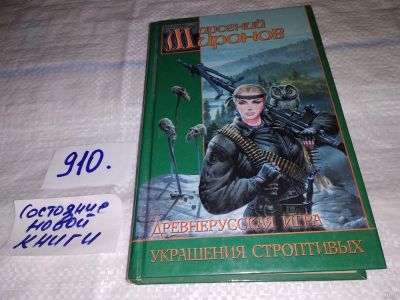 Арсений
Миронов
ДРЕВНЕРУССКАЯ ИГРА
УКРАШЕНИЯ СТРОПТИВЫХ
910.
Состояние
новой
книги